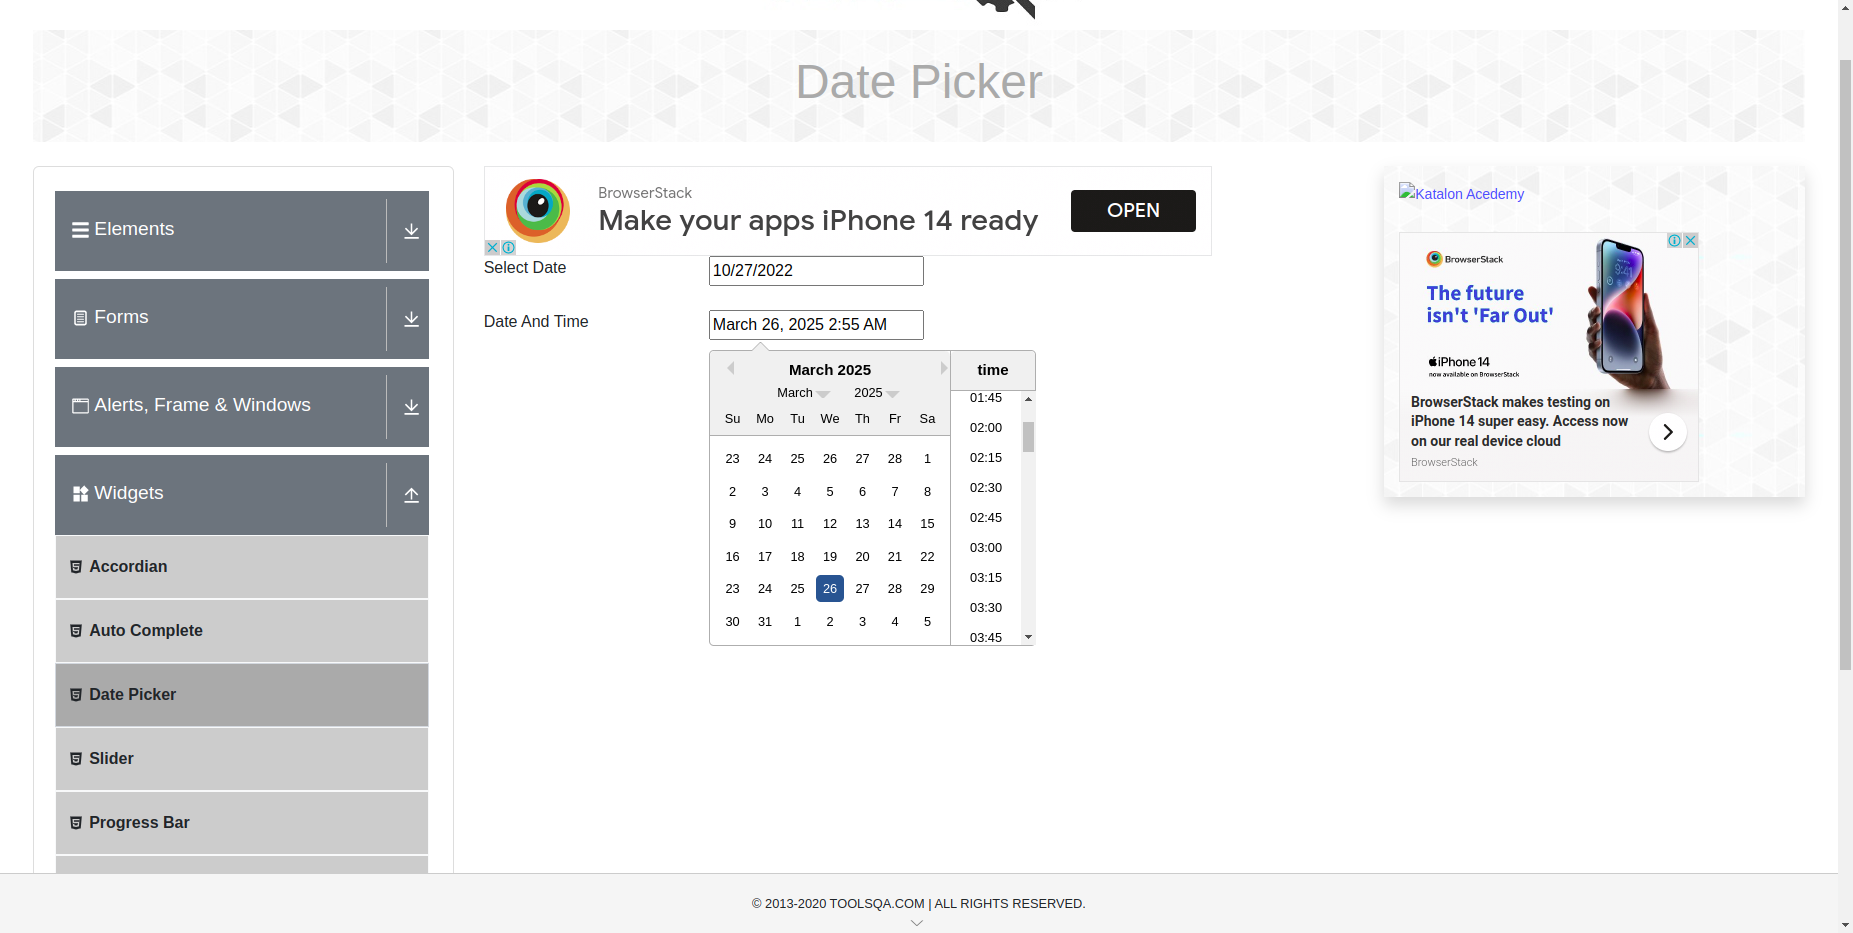 Date Picker
Elements
Forms
Alerts, Frame & Windows
Widgets
Accordian
Auto Complete
Date Picker
Slider
Progress Bar
BrowserStack
Make your apps iPhone 14 ready
OPEN
Select Date
10/27/2022
Date And Time
March 26, 2025 2:55 AM
March 2025
March 2025
Su Mo Tu We Th Fr Sa
23 24 25 26 27 28 1
2 3 4 5 6 7 8
9 10 11 12 13 14 15
16 17 18 19 20 21 22
23 24 25 26 27 28 29
30 31 1 2 3 4 5
time
01:45
02:00
02:15
02:30
02:45
03:00
03:15
03:30
03:45
Katalon Acedemy
BrowserStack
The future
isn't 'Far Out'
9:41
iPhone 14
now available on BrowserStack
BrowserStack makes testing on
iPhone 14 super easy. Access now
on our real device cloud
BrowserStack
© 2013-2020 TOOLSQA.COM | ALL RIGHTS RESERVED.